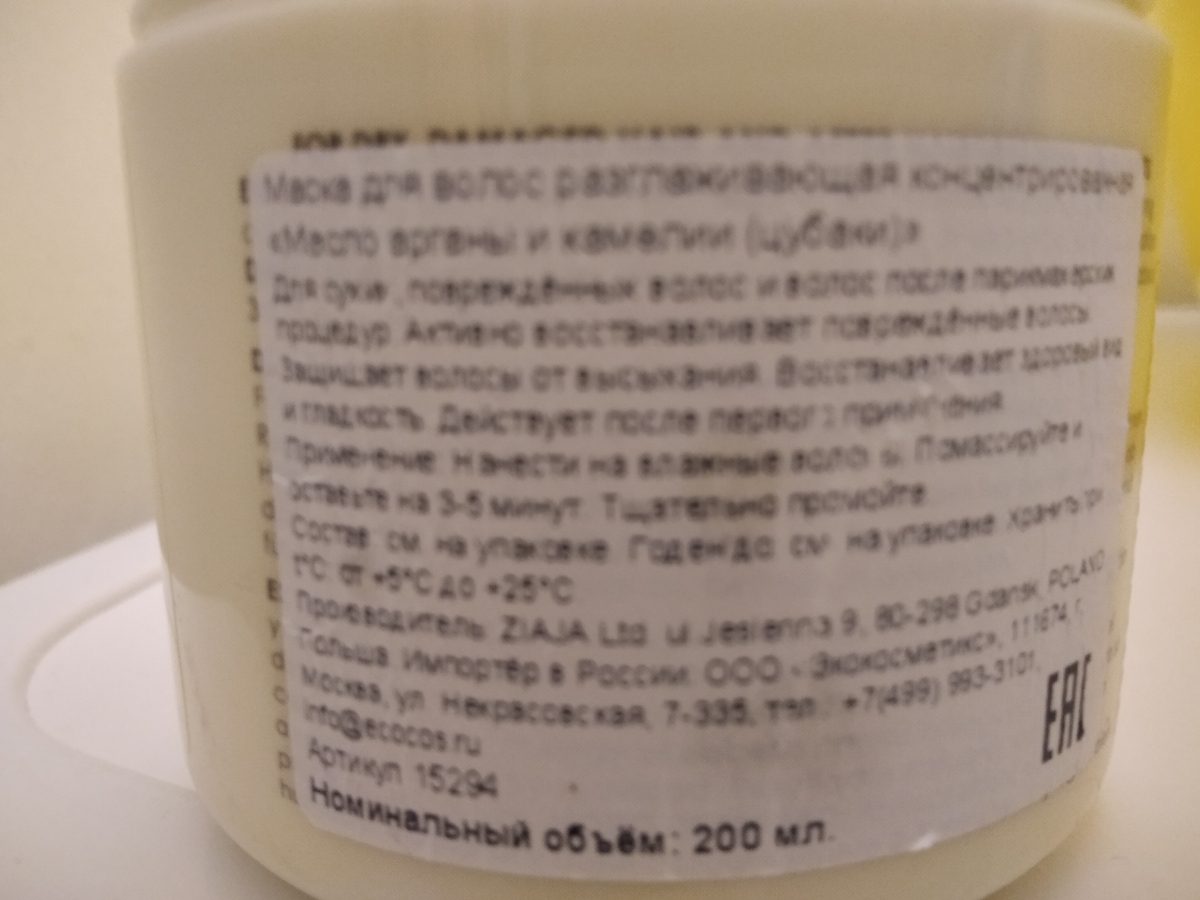 FOR DRY, DAMAGED HAIR AND
Маска для волос разглаживающая концентрированная
«Масло арганы и камелии (цубаки)»
Для сухих, повреждённых волос и волос после парикмахерских
процедур. Активно восстанавливает повреждённые волосы.
Защищает волосы от высыхания. Восстанавливает здоровый вид
и гладкость. Действует после первого применения.
Применение: Нанести на влажные волосы. Помассируйте и
оставьте на 3-5 минут. Тщательно промойте.
Состав: см. на упаковке. Годен до: см. на упаковке. Хранить при
t°C: от +5°C до +25°C
Производитель: ZIAJA Ltd. ul Jesienna 9, 80-298 Gdansk, POLAND
Польша. Импортёр в России: ООО «Экокосметикс», 111674, г.
Москва, ул. Некрасовская, 7-335, тел.: +7(499) 993-3101,
info@ecocos.ru
Артикул 15294
EAC
Номинальный объём: 200 мл.